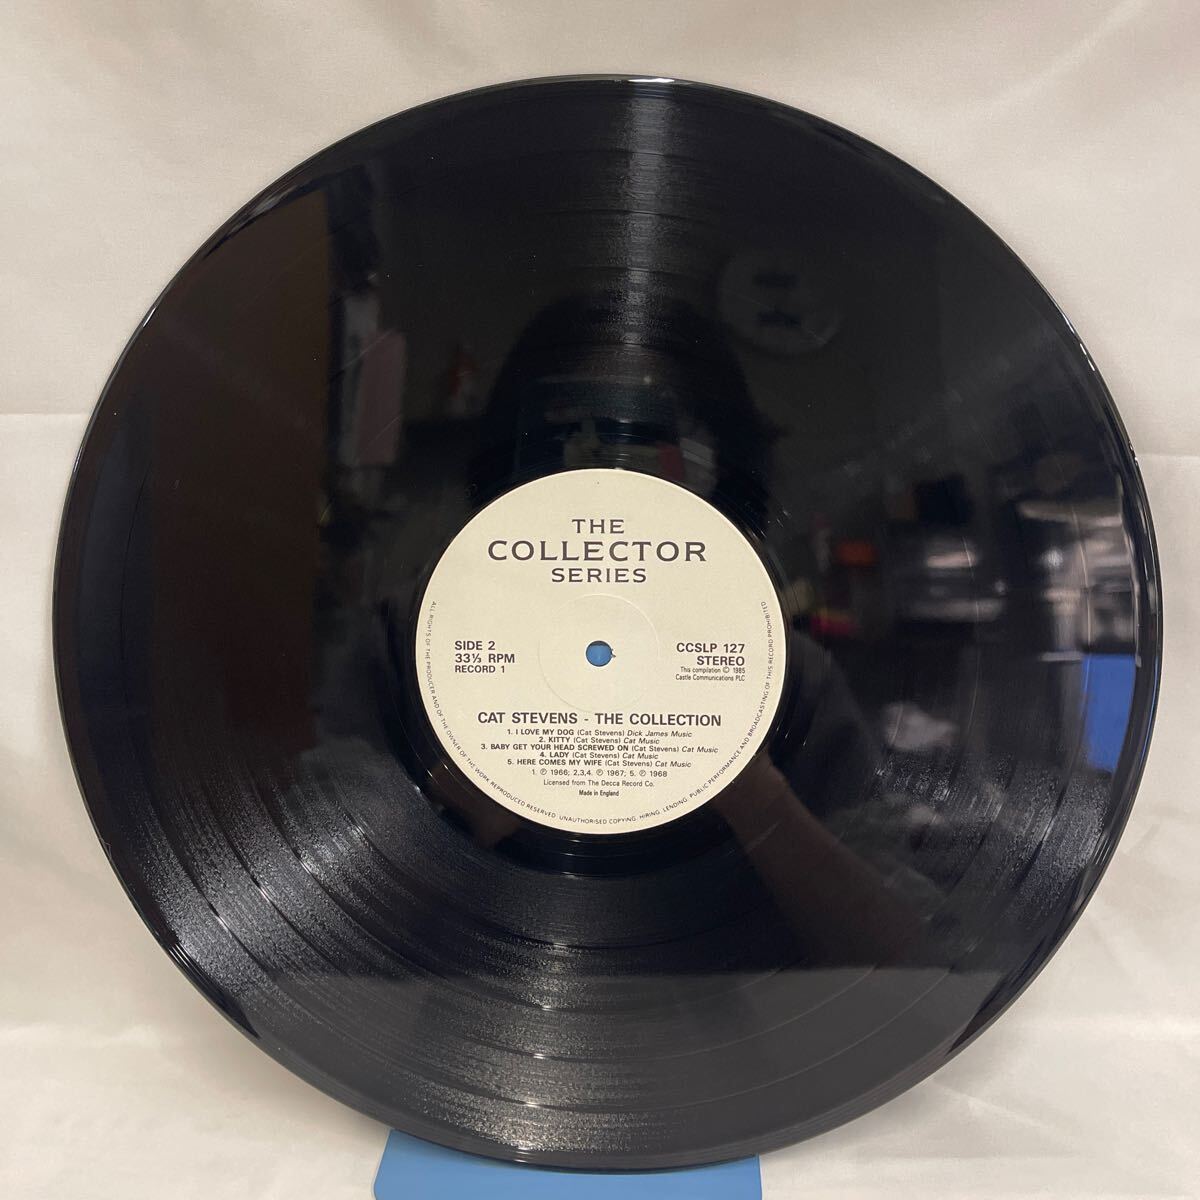 THE
COLLECTOR
SERIES
SIDE 2
33⅓ RPM
RECORD 1
CCSLP 127
STEREO
This compilation © 1985
Castle Communications PLC
CAT STEVENS - THE COLLECTION
1. I LOVE MY DOG (Cat Stevens) Dick James Music
2. KITTY (Cat Stevens) Cat Music
3. BABY GET YOUR HEAD SCREWED ON (Cat Stevens) Cat Music
4. LADY (Cat Stevens) Cat Music
5. HERE COMES MY WIFE (Cat Stevens) Cat Music
1. ℗ 1966; 2,3,4. ℗ 1967; 5. ℗ 1968
Licensed from The Decca Record Co.
Made in England
ALL RIGHTS OF THE PRODUCER AND OF THE OWNER OF THIS WORK REPRODUCED RESERVED. UNAUTHORISED COPYING, HIRING, LENDING, PUBLIC PERFORMANCE AND BROADCASTING OF THIS RECORD PROHIBITED